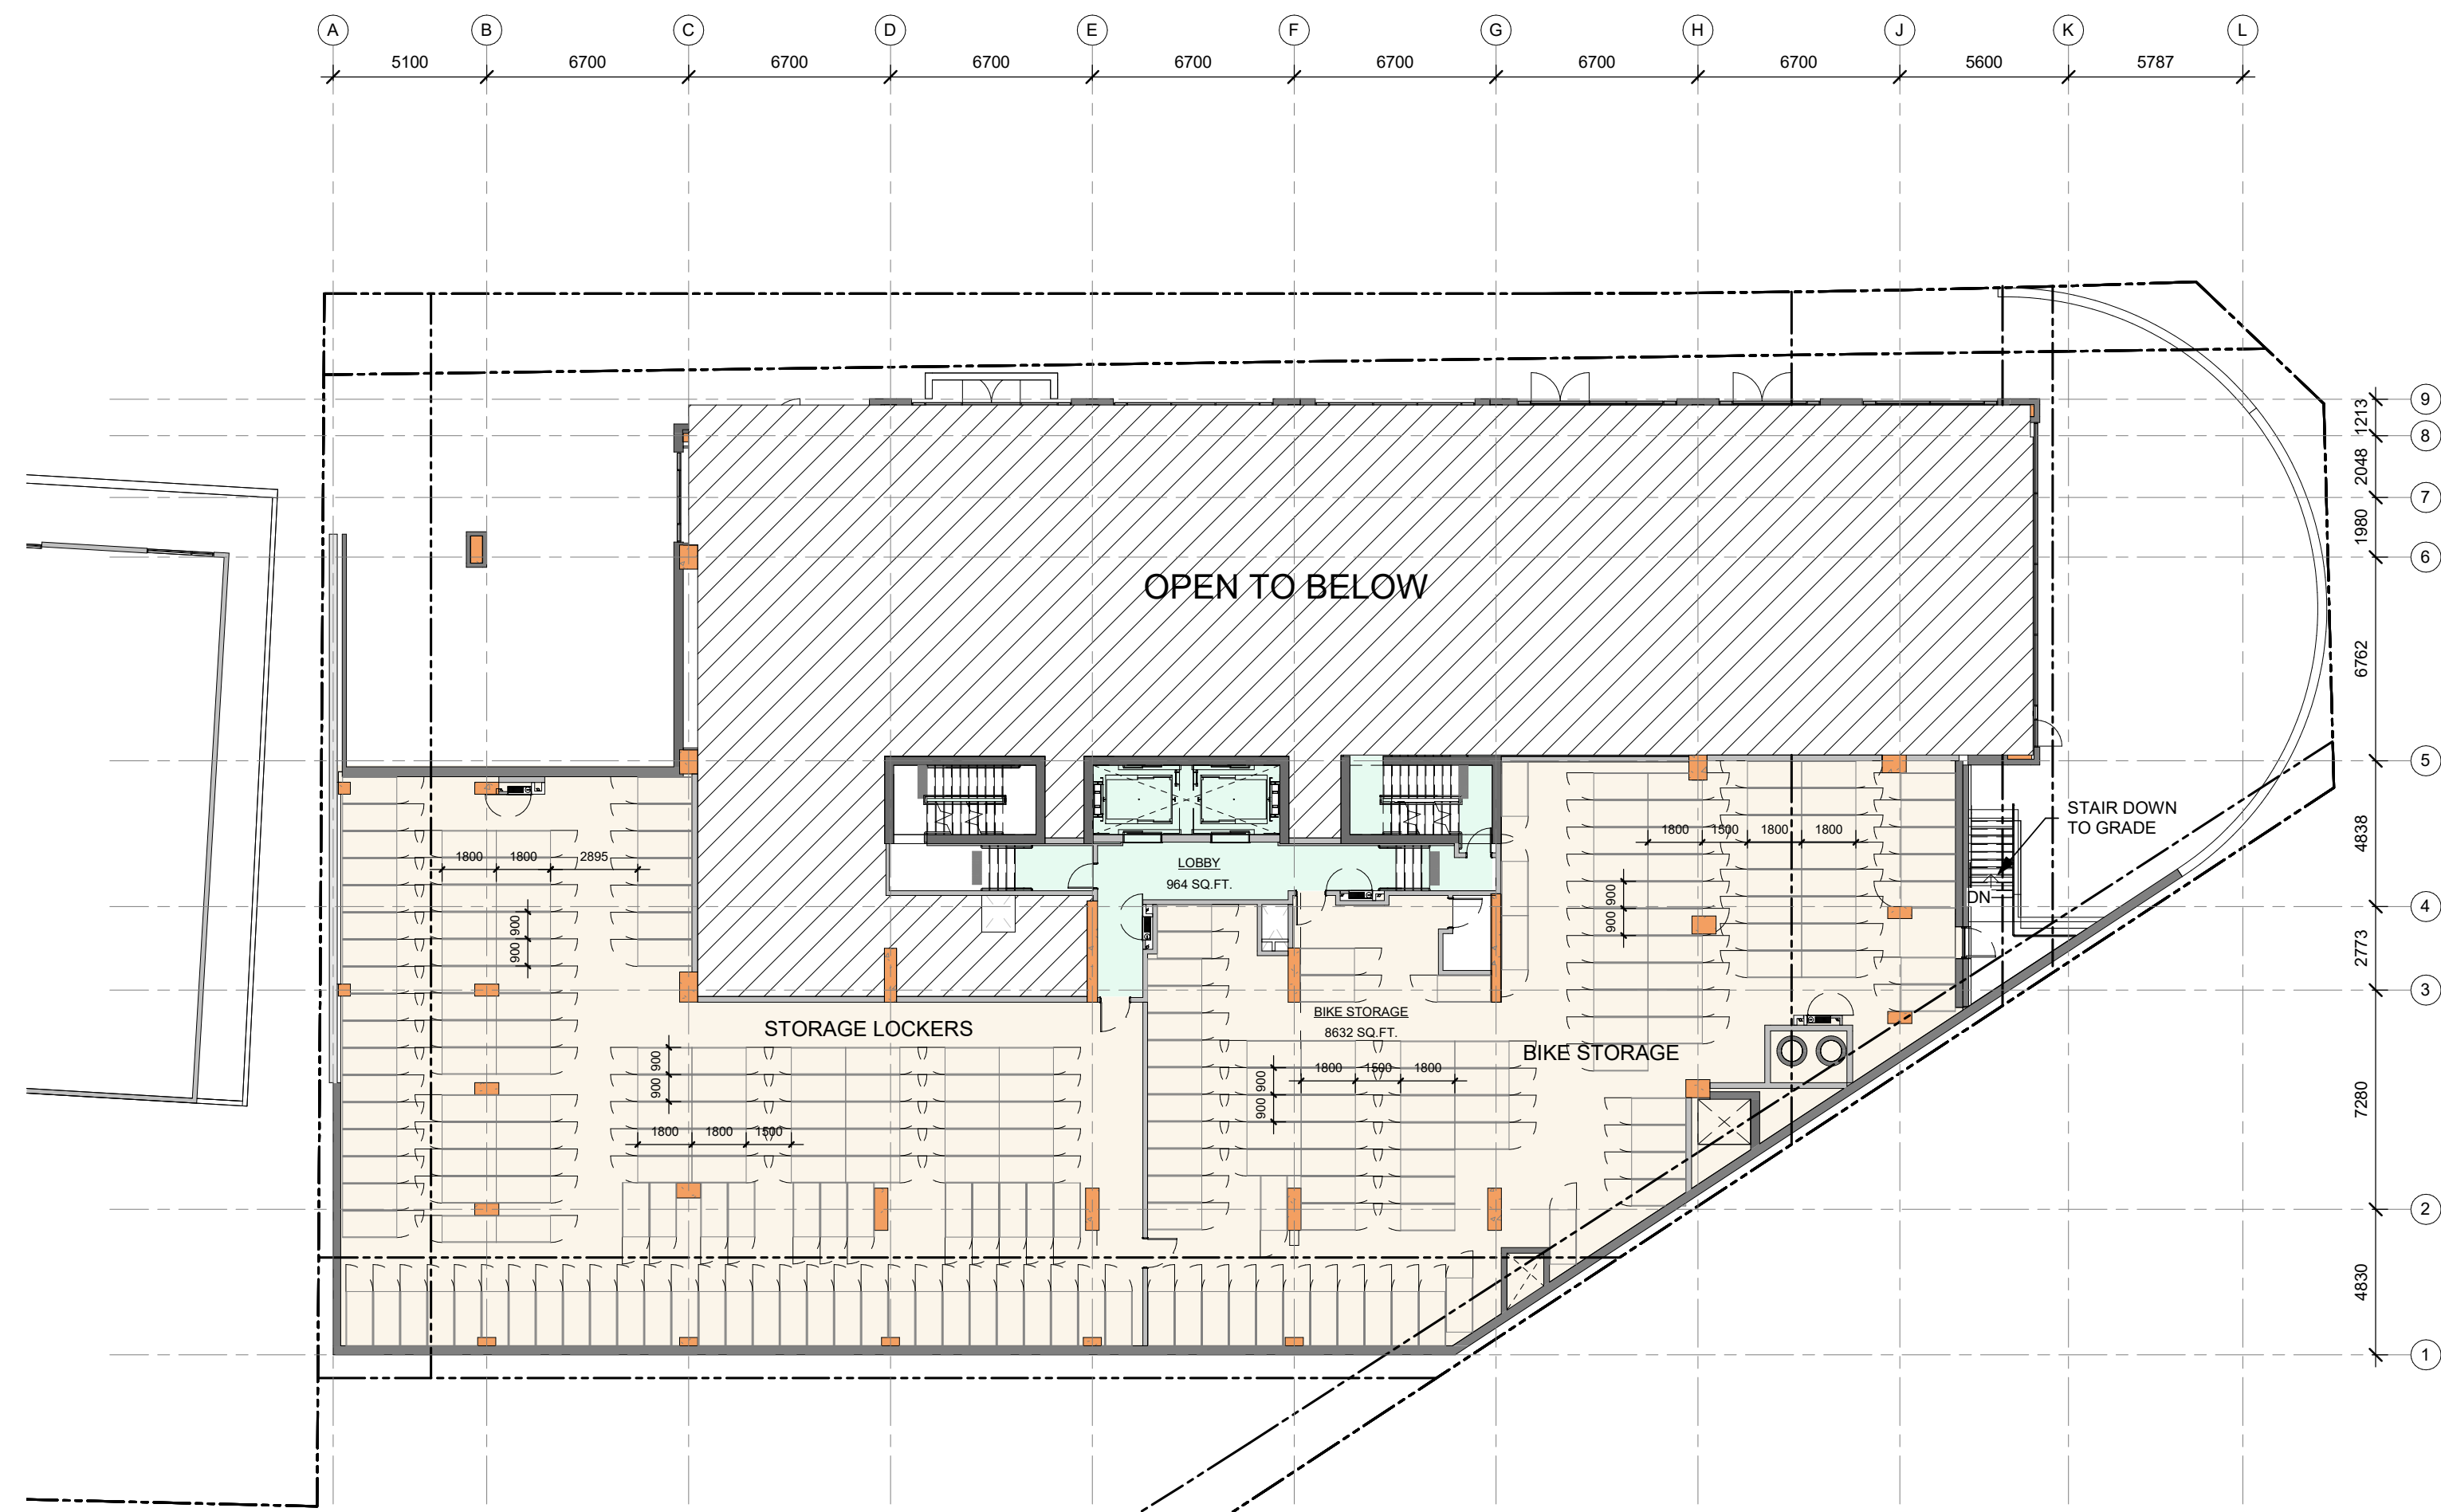 A B C D E F G H J K L
5100 6700 6700 6700 6700 6700 6700 6700 5600 5787
9
1213
8
2048
7
1980
6
OPEN TO BELOW
6762
5
STAIR DOWN
TO GRADE
4838
1800 1500 1800 1800
1800 1800 2895
LOBBY
964 SQ.FT.
900 900
900 900
DN
4
2773
3
BIKE STORAGE
8632 SQ.FT.
STORAGE LOCKERS
BIKE STORAGE
900 900
1800 1500 1800
900 900
7280
1800 1800 1500
2
4830
1